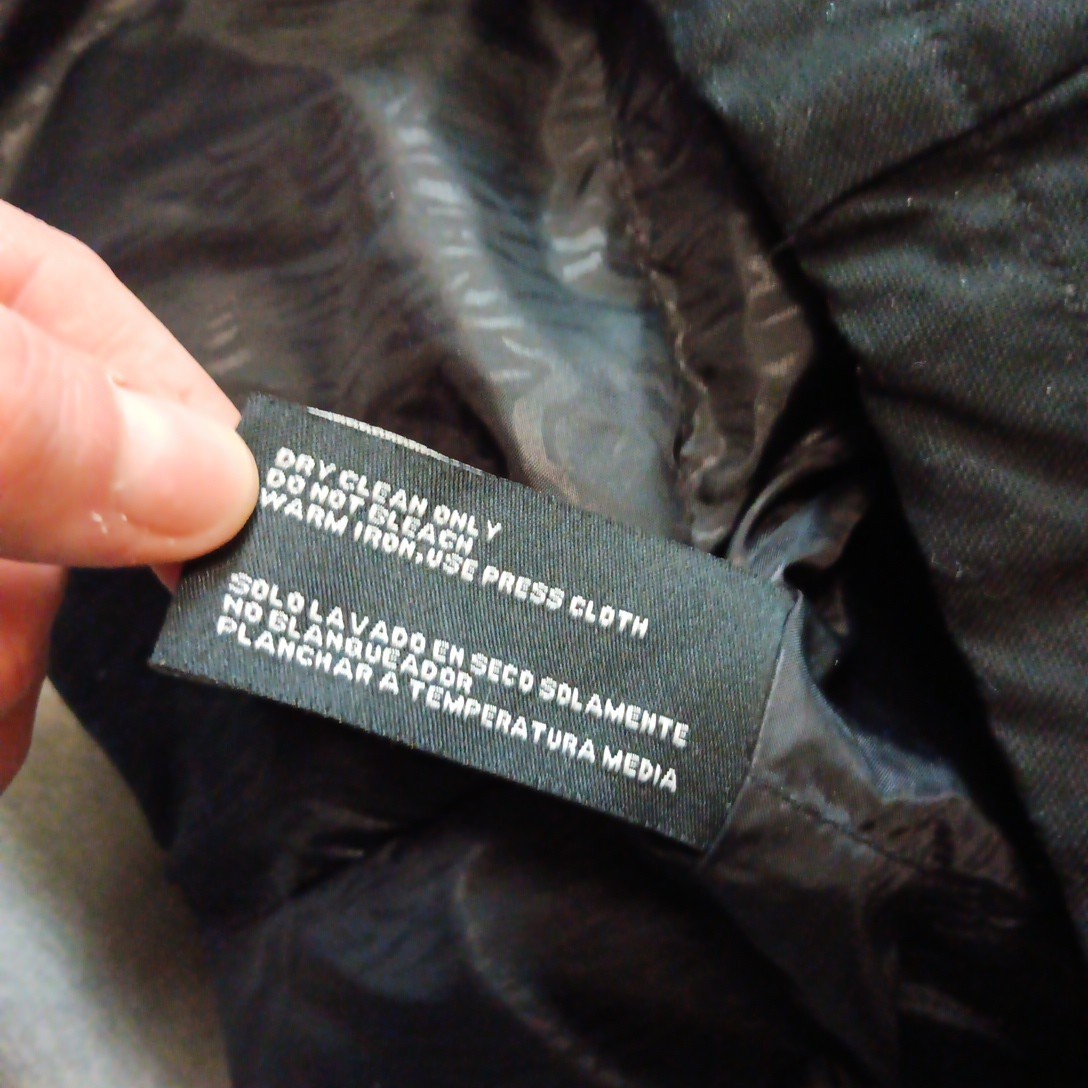 DRY CLEAN ONLY
DO NOT BLEACH
WARM IRON,USE PRESS CLOTH
SOLO LAVADO EN SECO SOLAMENTE
NO BLANQUEADOR
PLANCHAR A TEMPERATURA MEDIA